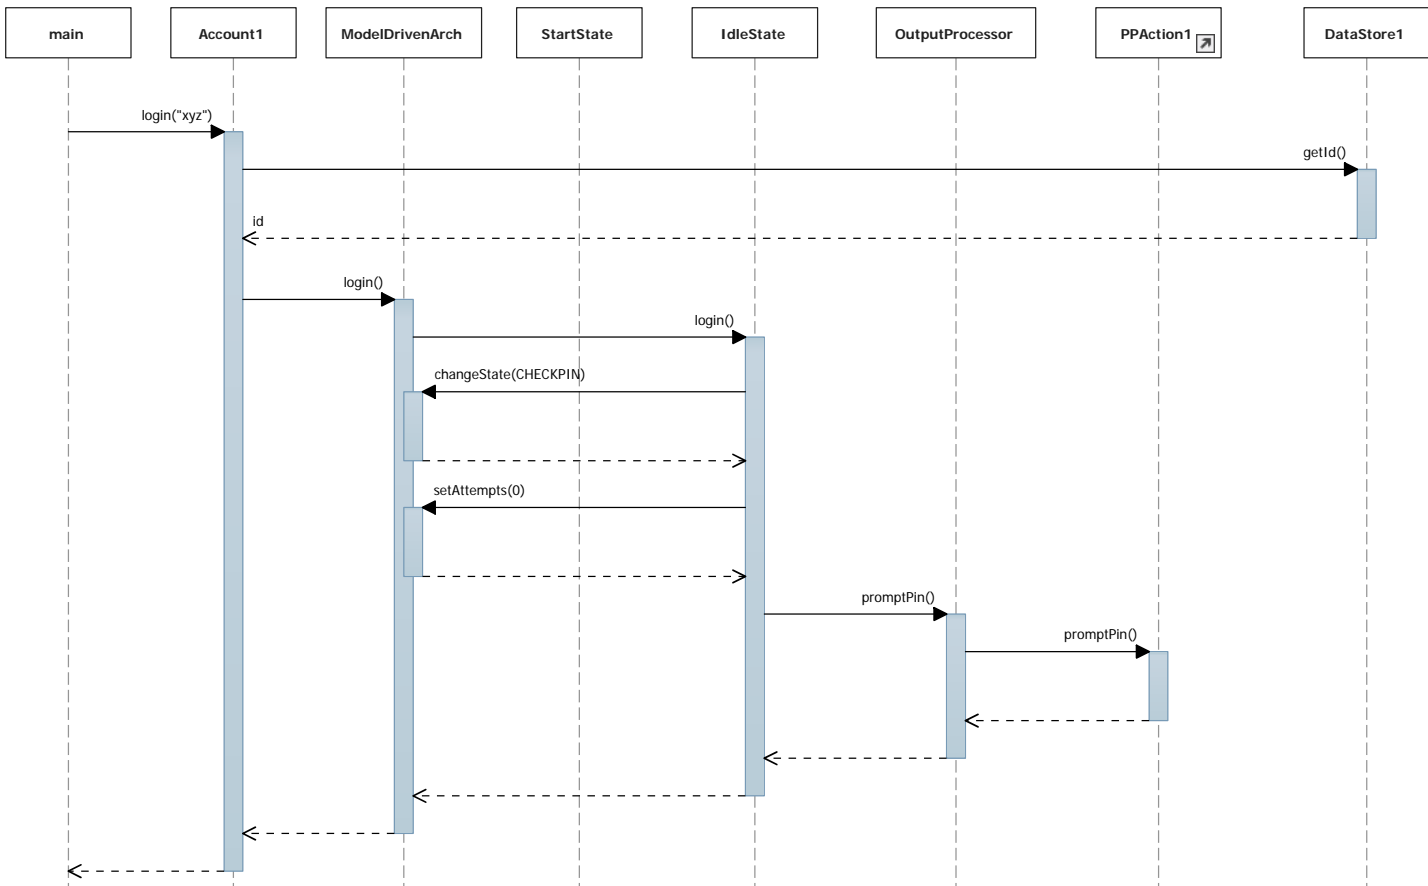 main
Account1
ModelDrivenArch
StartState
IdleState
OutputProcessor
PPAction1
DataStore1
login("xyz")
getId()
id
login()
login()
changeState(CHECKPIN)
setAttempts(0)
promptPin()
promptPin()